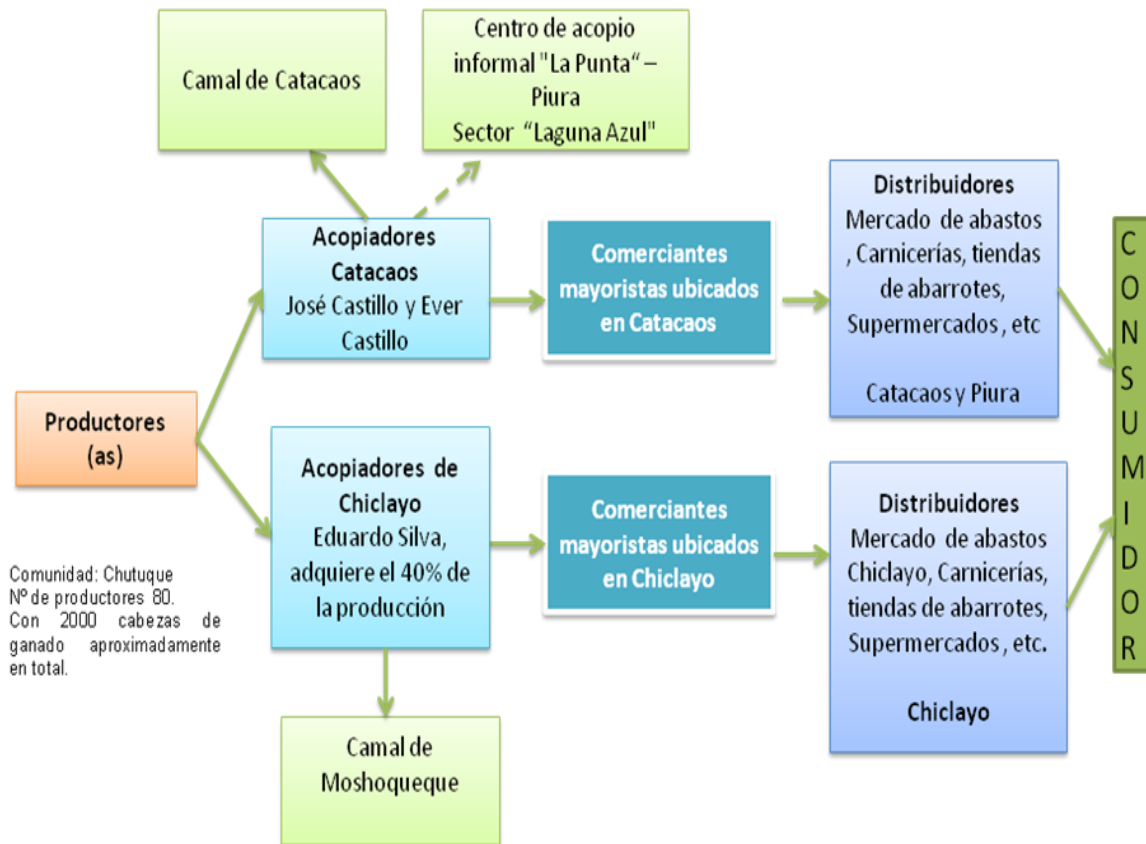 Camal de Catacaos
Centro de acopio
informal "La Punta“ –
Piura
Sector “Laguna Azul"
Acopiadores
Catacaos
José Castillo y Ever
Castillo
Comerciantes
mayoristas ubicados
en Catacaos
Distribuidores
Mercado de abastos
, Carnicerías, tiendas
de abarrotes,
Supermercados , etc
Catacaos y Piura
Productores
(as)
Comunidad: Chutuque
Nº de productores 80.
Con 2000 cabezas de
ganado aproximadamente
en total.
Acopiadores de
Chiclayo
Eduardo Silva,
adquiere el 40% de
la producción
Comerciantes
mayoristas ubicados
en Chiclayo
Distribuidores
Mercado de abastos
Chiclayo, Carnicerías,
tiendas de abarrotes,
Supermercados , etc.
Chiclayo
Camal de
Moshoqueque
C
O
N
S
U
M
I
D
O
R